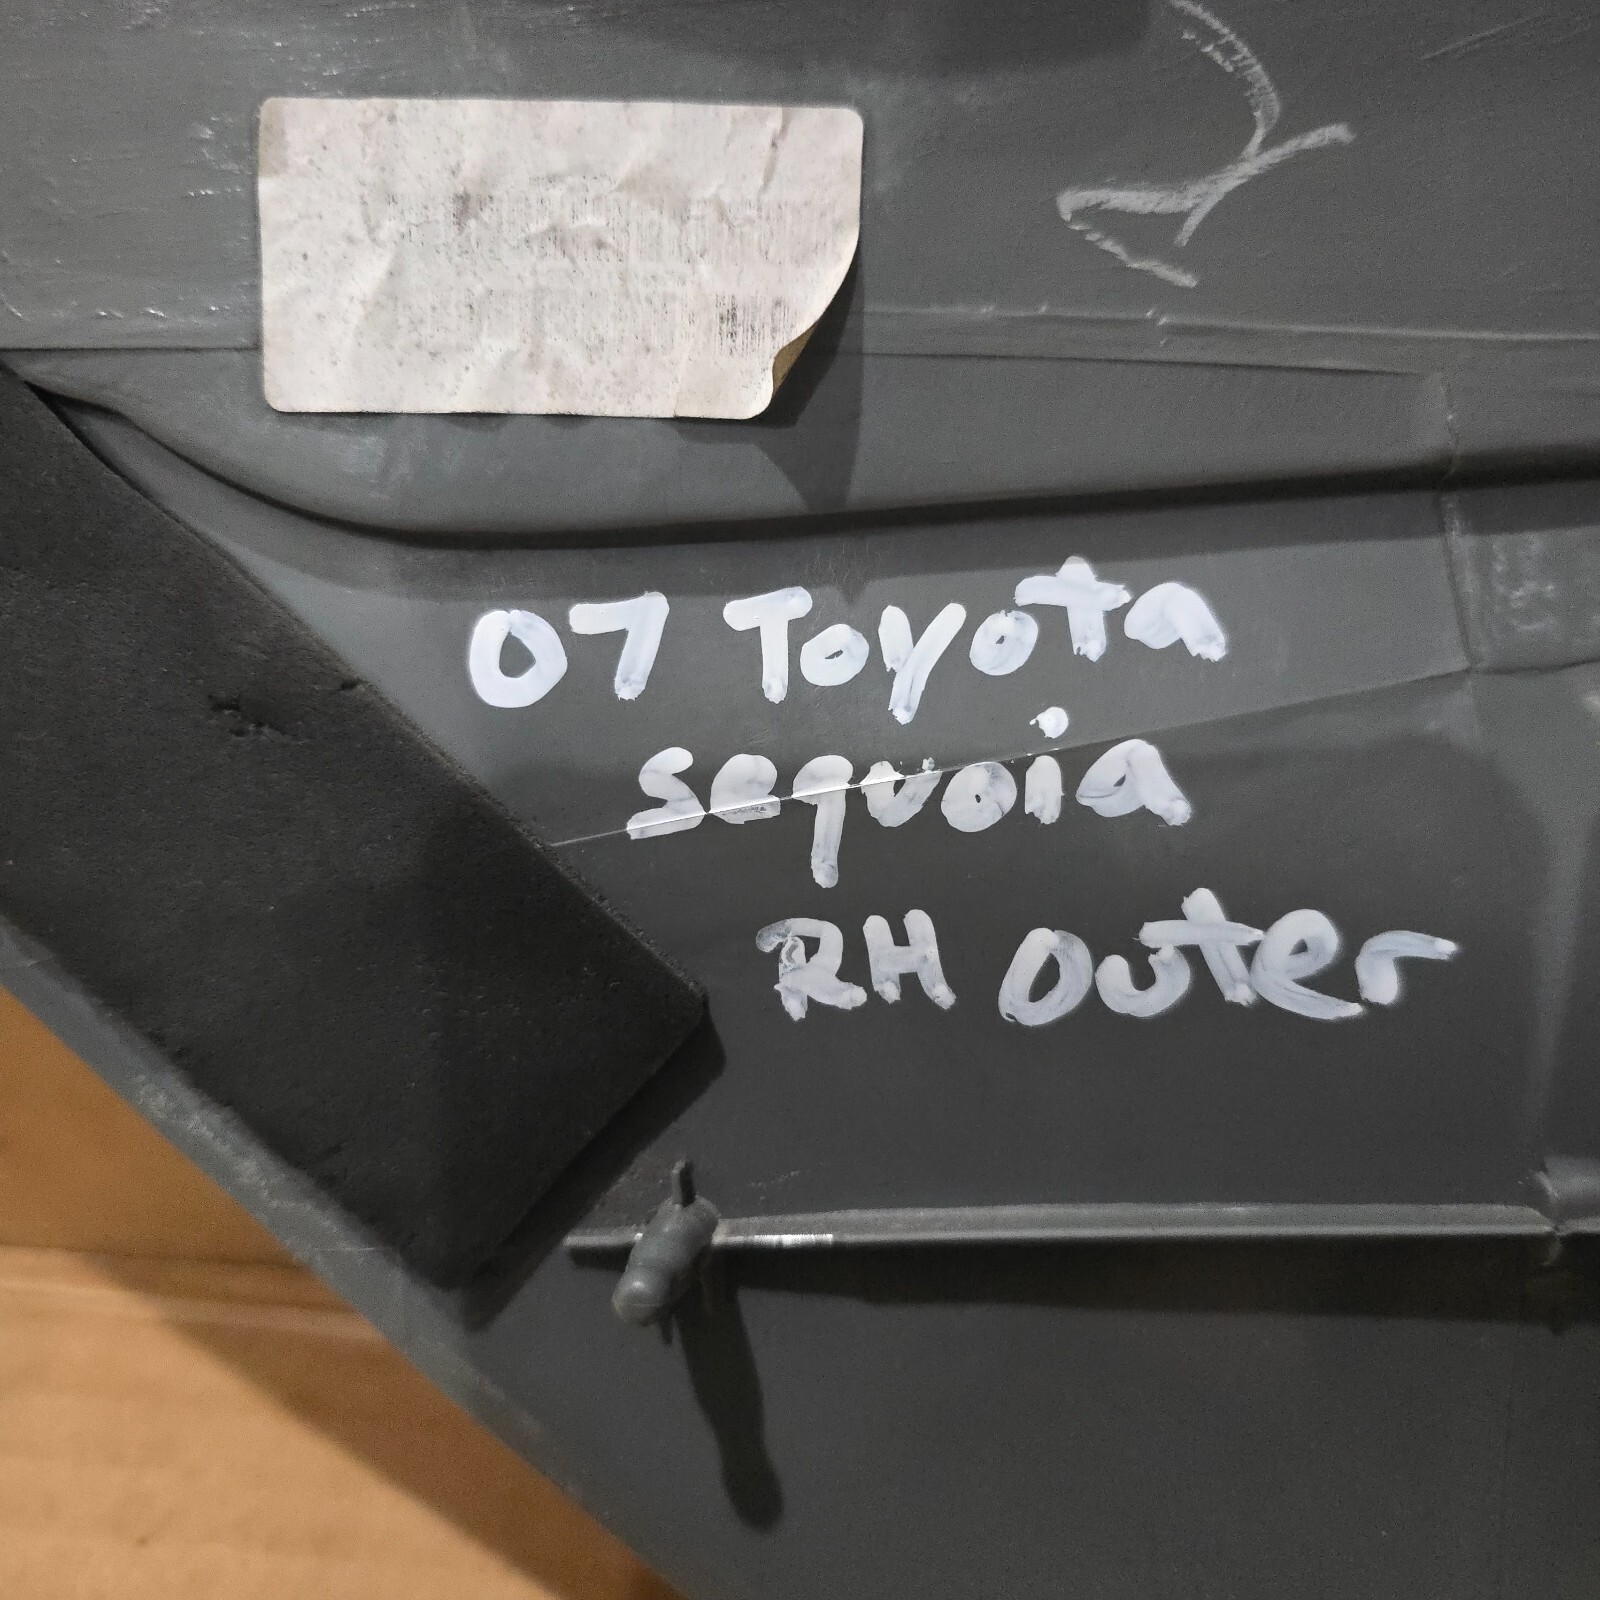 07 Toyota
sequoia
RH outer